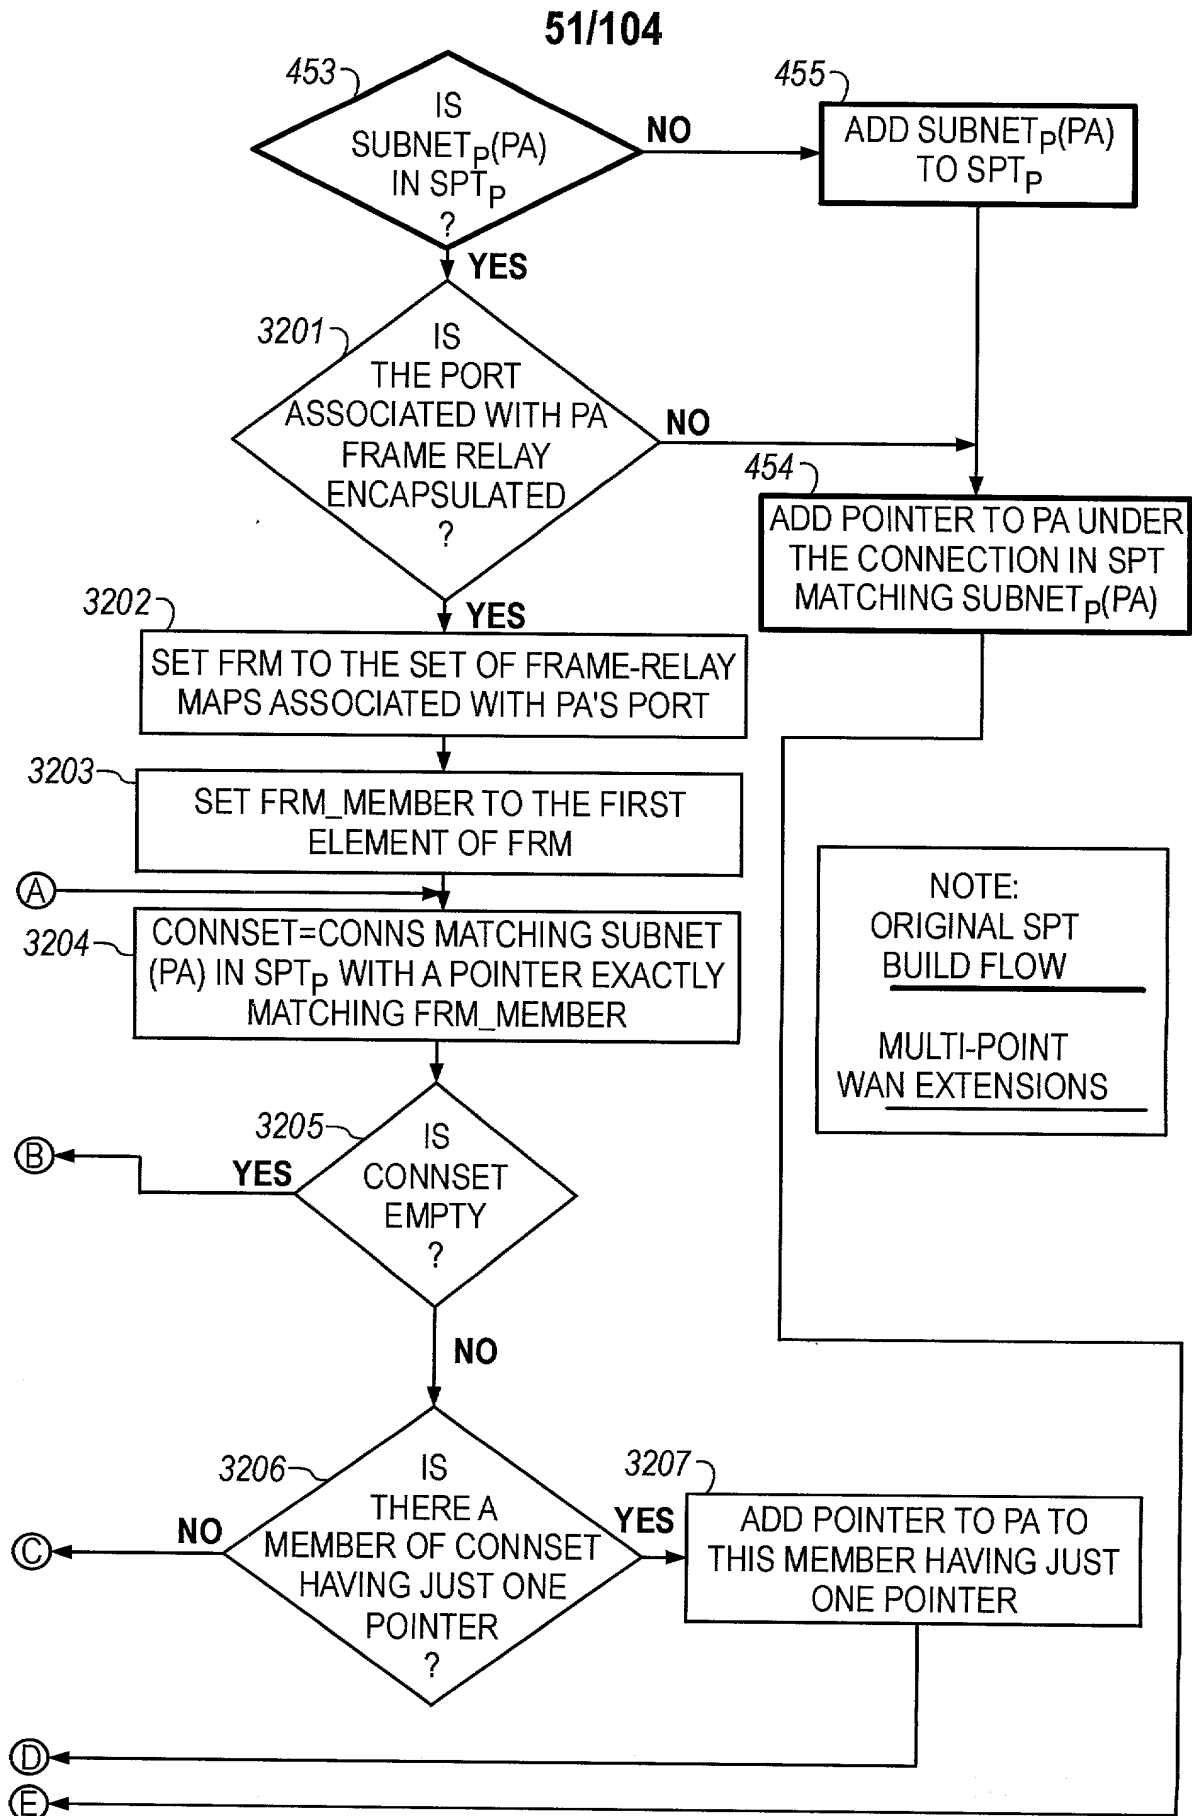 51/104
453
IS
SUBNETP(PA)
IN SPTP
?
NO
455
ADD SUBNETP(PA)
TO SPTP
YES
3201
IS
THE PORT
ASSOCIATED WITH PA
FRAME RELAY
ENCAPSULATED
?
NO
454
ADD POINTER TO PA UNDER
THE CONNECTION IN SPT
MATCHING SUBNETP(PA)
YES
3202
SET FRM TO THE SET OF FRAME-RELAY
MAPS ASSOCIATED WITH PA'S PORT
3203
SET FRM_MEMBER TO THE FIRST
ELEMENT OF FRM
A
3204
CONNSET=CONNS MATCHING SUBNET
(PA) IN SPTP WITH A POINTER EXACTLY
MATCHING FRM_MEMBER
NOTE:
ORIGINAL SPT
BUILD FLOW
MULTI-POINT
WAN EXTENSIONS
3205
IS
CONNSET
EMPTY
?
YES
B
NO
3206
IS
THERE A
MEMBER OF CONNSET
HAVING JUST ONE
POINTER
?
NO
C
YES
3207
ADD POINTER TO PA TO
THIS MEMBER HAVING JUST
ONE POINTER
D
E